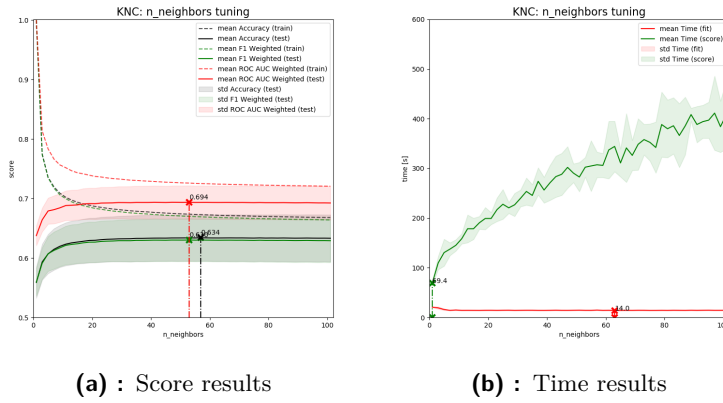 KNC: n_neighbors tuning
1.0
0.9
0.8
0.7
0.6
0.5
score
0
20
40
60
80
100
n_neighbors
mean Accuracy (train)
mean Accuracy (test)
mean F1 Weighted (train)
mean F1 Weighted (test)
mean ROC AUC Weighted (train)
mean ROC AUC Weighted (test)
std Accuracy (test)
std F1 Weighted (test)
std ROC AUC Weighted (test)
0.694
0.634
(a) : Score results
KNC: n_neighbors tuning
600
500
400
300
200
100
0
time [s]
0
20
40
60
80
100
n_neighbors
mean Time (fit)
mean Time (score)
std Time (fit)
std Time (score)
69.4
14.0
(b) : Time results